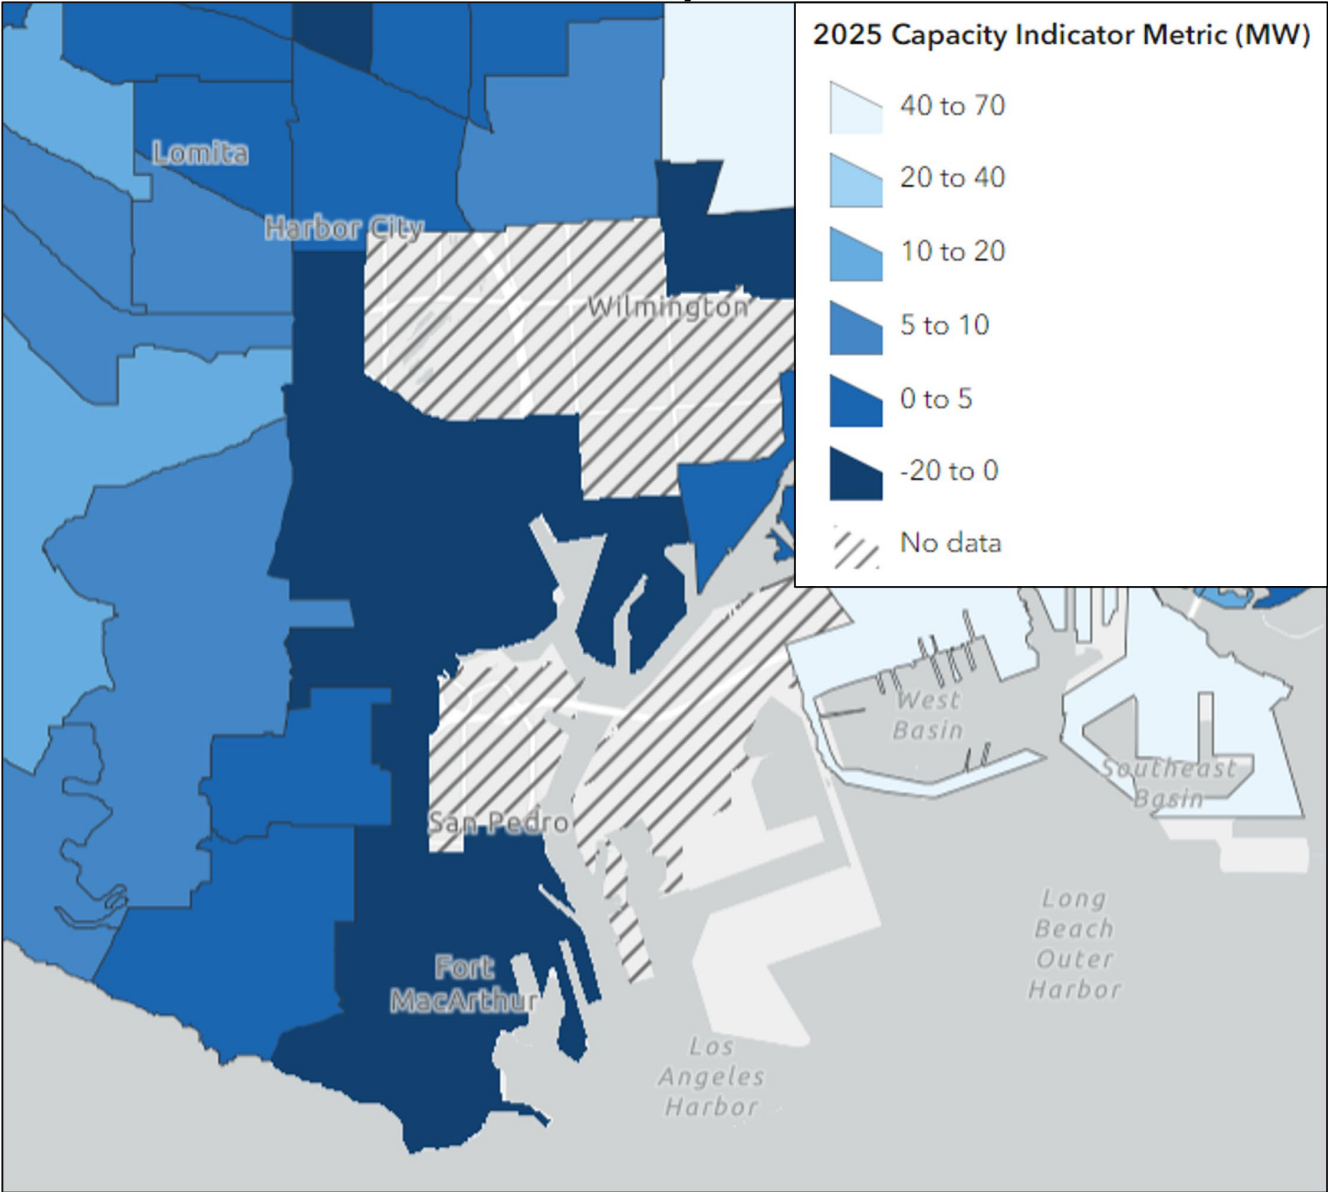 2025 Capacity Indicator Metric (MW)
40 to 70
20 to 40
10 to 20
5 to 10
0 to 5
-20 to 0
No data
Lomita
Harbor City
Wilmington
West
Basin
Southeast
Basin
San Pedro
Long
Beach
Outer
Harbor
Fort
MacArthur
Los
Angeles
Harbor